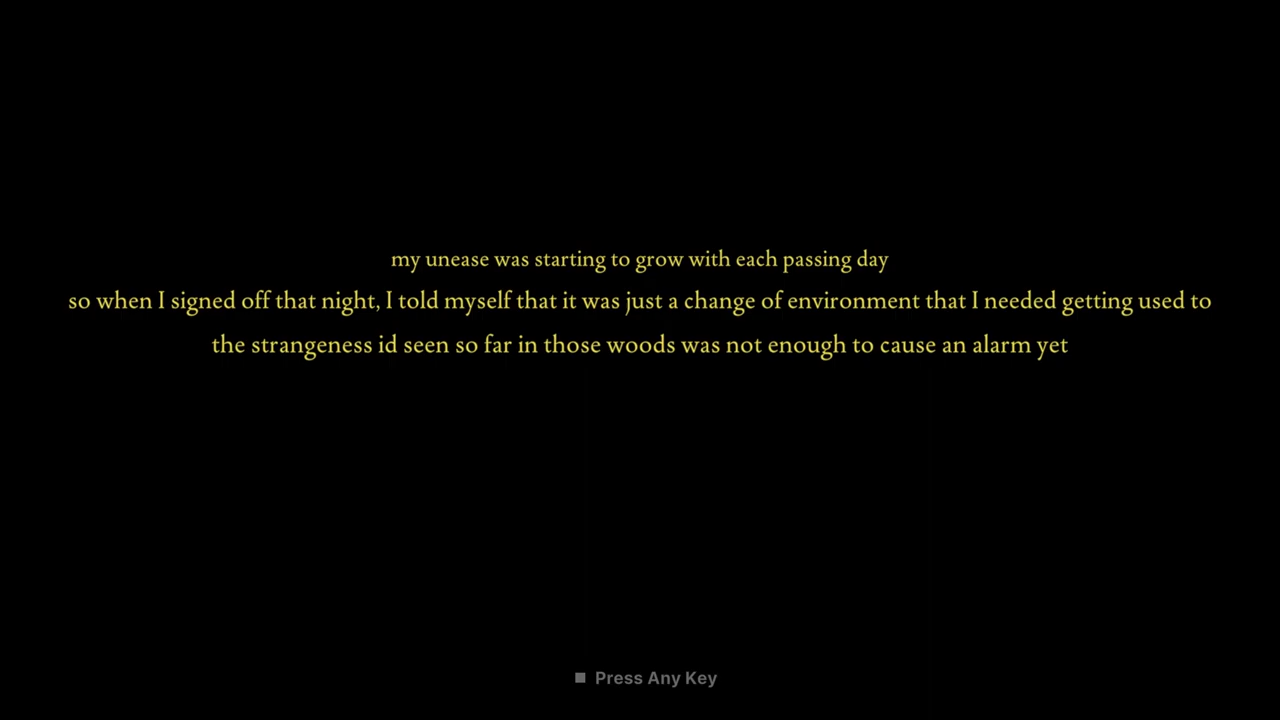 my unease was starting to grow with each passing day
so when I signed off that night, I told myself that it was just a change of environment that I needed getting used to
the strangeness id seen so far in those woods was not enough to cause an alarm yet
Press Any Key